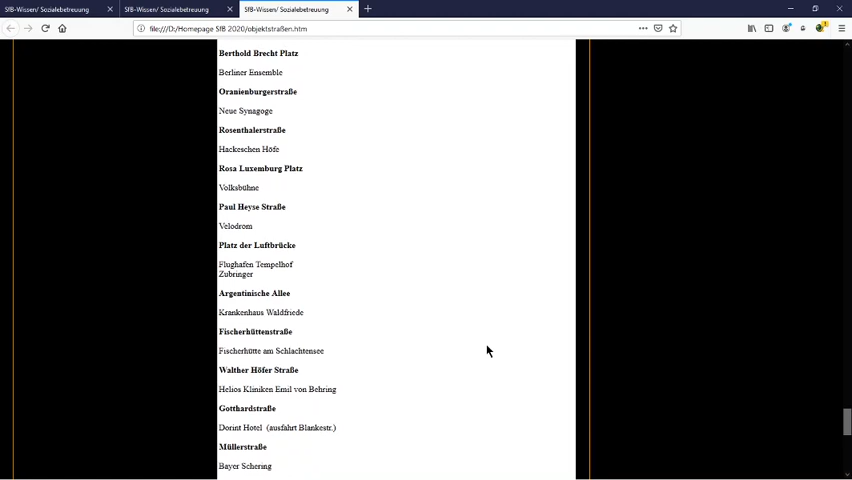 SfB-Wissen/ Sozialebetreuung
SfB-Wissen/ Sozialebetreuung
SfB-Wissen/ Sozialebetreuung
file:///D:/Homepage SfB 2020/objektstraßen.htm
Berthold Brecht Platz
Berliner Ensemble
Oranienburgerstraße
Neue Synagoge
Rosenthalerstraße
Hackeschen Höfe
Rosa Luxemburg Platz
Volksbühne
Paul Heyse Straße
Velodrom
Platz der Luftbrücke
Flughafen Tempelhof
Zubringer
Argentinische Allee
Krankenhaus Waldfriede
Fischerhüttenstraße
Fischerhütte am Schlachtensee
Walther Höfer Straße
Helios Kliniken Emil von Behring
Gotthardstraße
Dorint Hotel (ausfahrt Blankestr.)
Müllerstraße
Bayer Schering